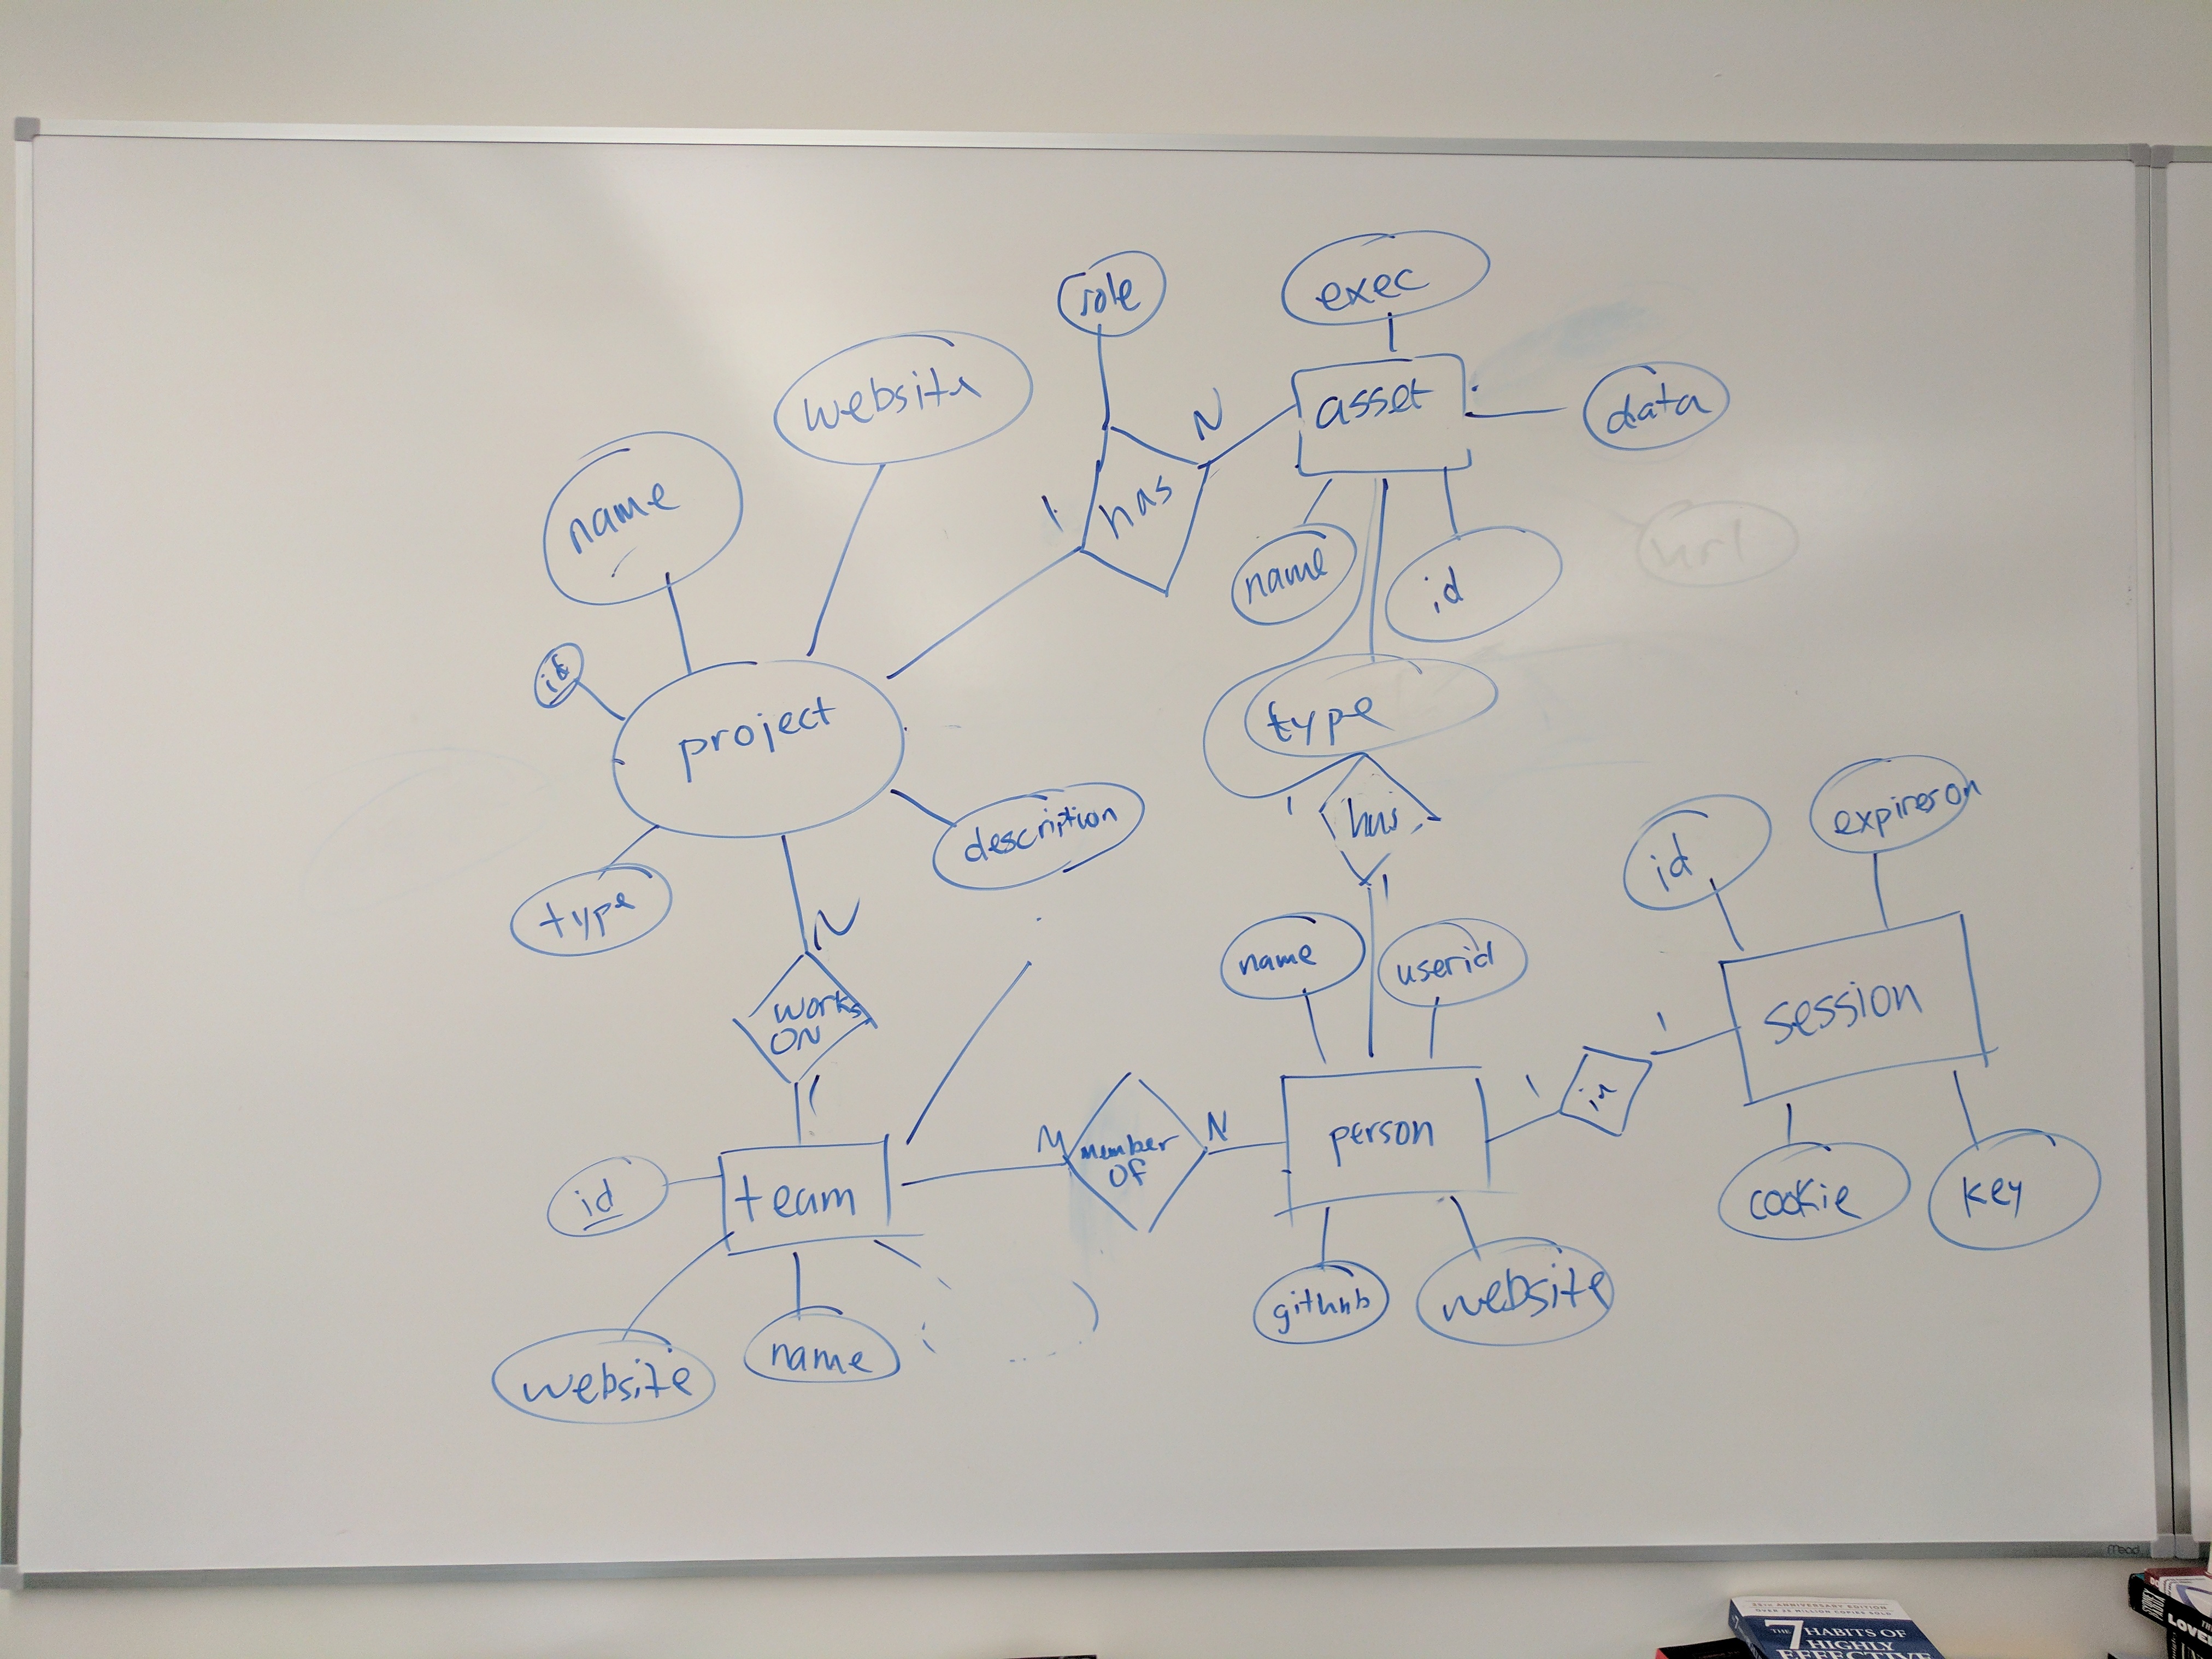 role
exec
website
asset
data
N
name
has
1
url
name
id
id
type
project
has
1
1
description
expireson
id
type
N
name
userid
works
ON
session
1
1
in
1
M
member
OF
N
person
id
team
cookie
key
github
website
name
website
Mead
25TH ANNIVERSARY EDITION
OVER 25 MILLION COPIES SOLD
THE 7 HABITS OF
HIGHLY
EFFECTIVE
LOVE